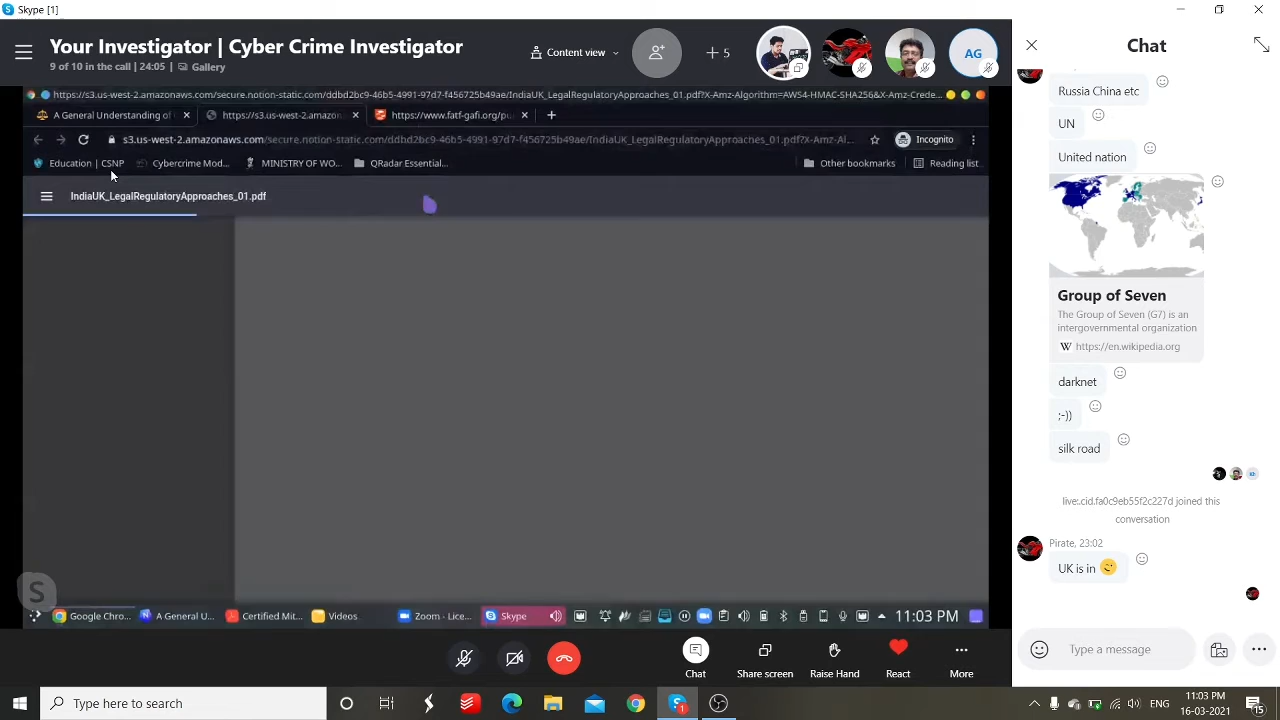 Skype [1]
Your Investigator | Cyber Crime Investigator
9 of 10 in the call | 24:05 | Gallery
Content view
+ 5
AG
https://s3.us-west-2.amazonaws.com/secure.notion-static.com/ddbd2bc9-46b5-4991-97d7-f456725b49ae/IndiaUK_LegalRegulatoryApproaches_01.pdf?X-Amz-Algorithm=AWS4-HMAC-SHA256&X-Amz-Crede...
A General Understanding of
https://s3.us-west-2.amazon
https://www.fatf-gafi.org/pu
s3.us-west-2.amazonaws.com/secure.notion-static.com/ddbd2bc9-46b5-4991-97d7-f456725b49ae/IndiaUK_LegalRegulatoryApproaches_01.pdf?X-Amz-Al...
Incognito
Education | CSNP
Cybercrime Mod...
MINISTRY OF WO...
QRadar Essential...
Other bookmarks
Reading list
IndiaUK_LegalRegulatoryApproaches_01.pdf
S
Google Chro...
A General U...
Certified Mit...
Videos
Zoom - Lice...
Skype
11:03 PM
Chat
Share screen
Raise Hand
React
More
Chat
Russia China etc
UN
United nation
Group of Seven
The Group of Seven (G7) is an
intergovernmental organization
W https://en.wikipedia.org
darknet
;-))
silk road
live:.cid.fa0c9eb55f2c227d joined this
conversation
Pirate, 23:02
UK is in
Type a message
Type here to search
1
11:03 PM
16-03-2021
15